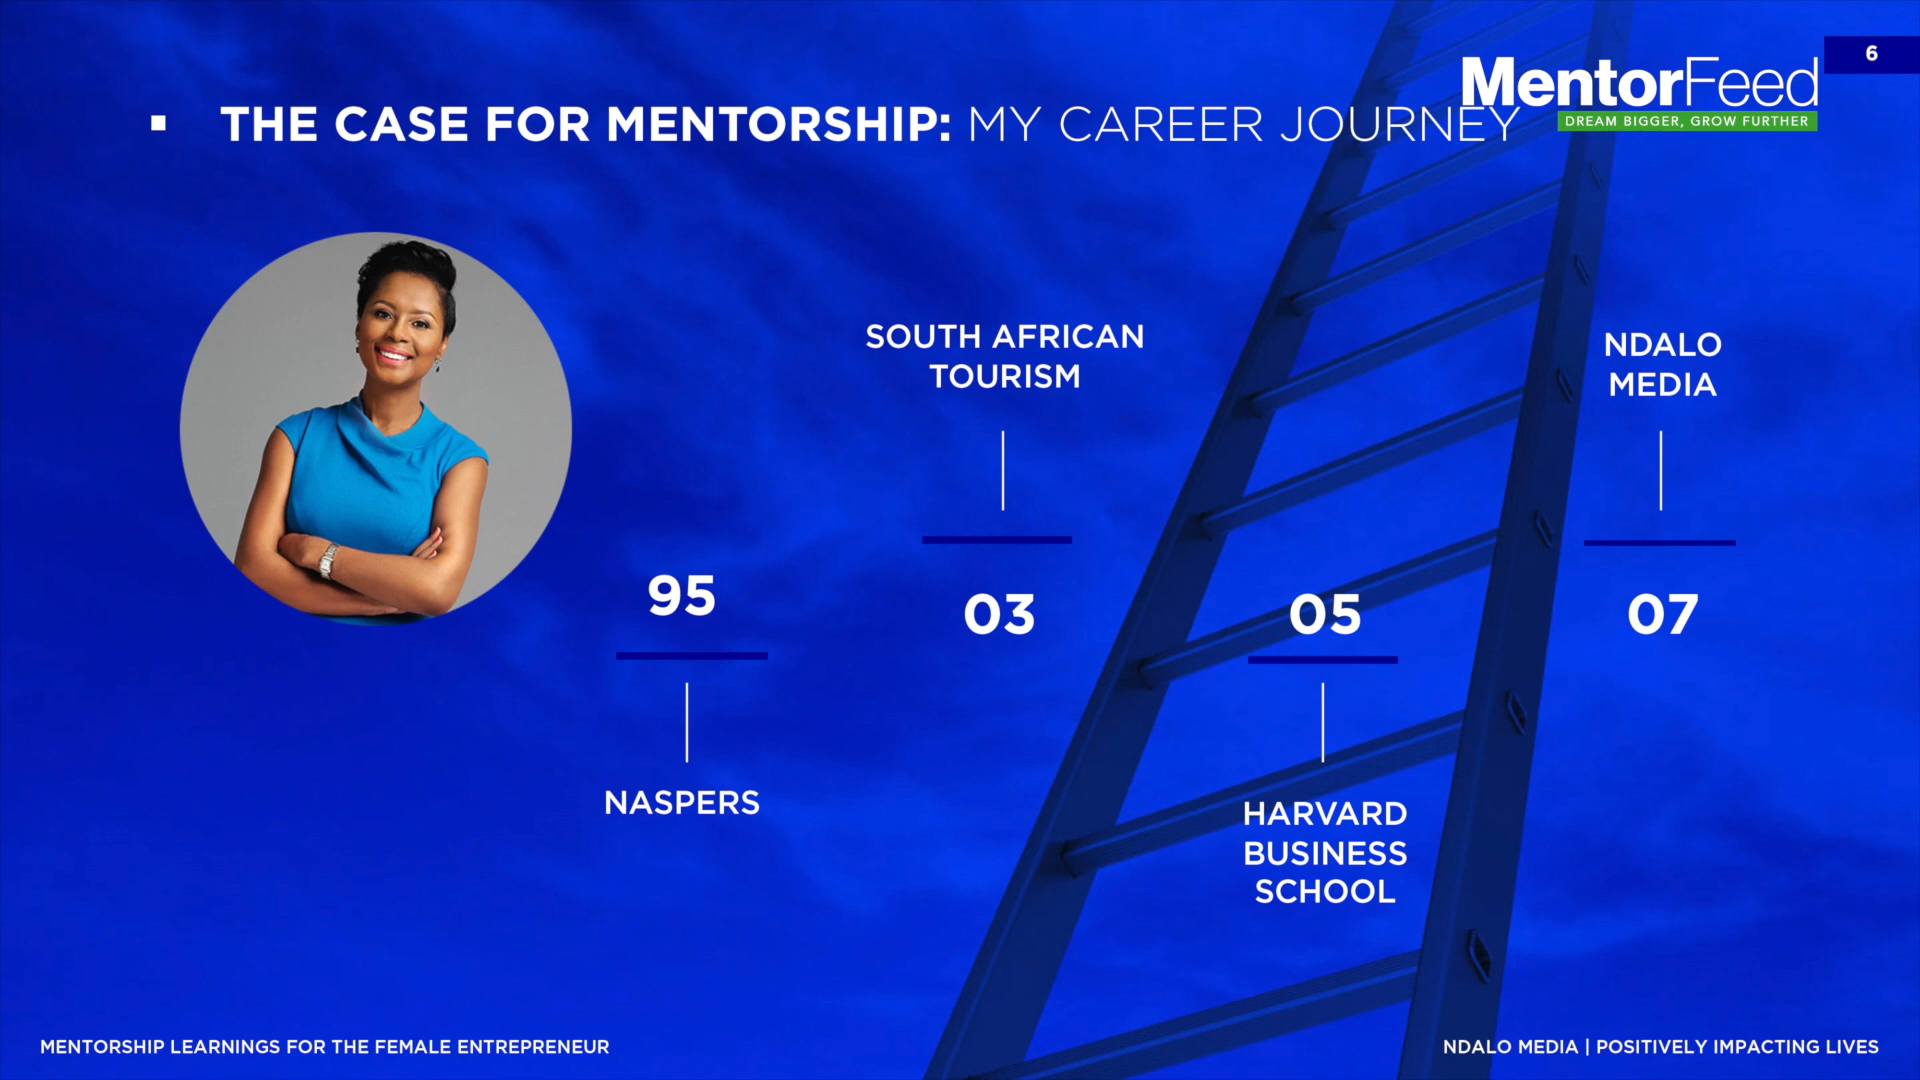 6
MentorFeed
DREAM BIGGER, GROW FURTHER
▪ THE CASE FOR MENTORSHIP: MY CAREER JOURNEY
95
NASPERS
SOUTH AFRICAN
TOURISM
03
05
HARVARD
BUSINESS
SCHOOL
NDALO
MEDIA
07
MENTORSHIP LEARNINGS FOR THE FEMALE ENTREPRENEUR
NDALO MEDIA | POSITIVELY IMPACTING LIVES